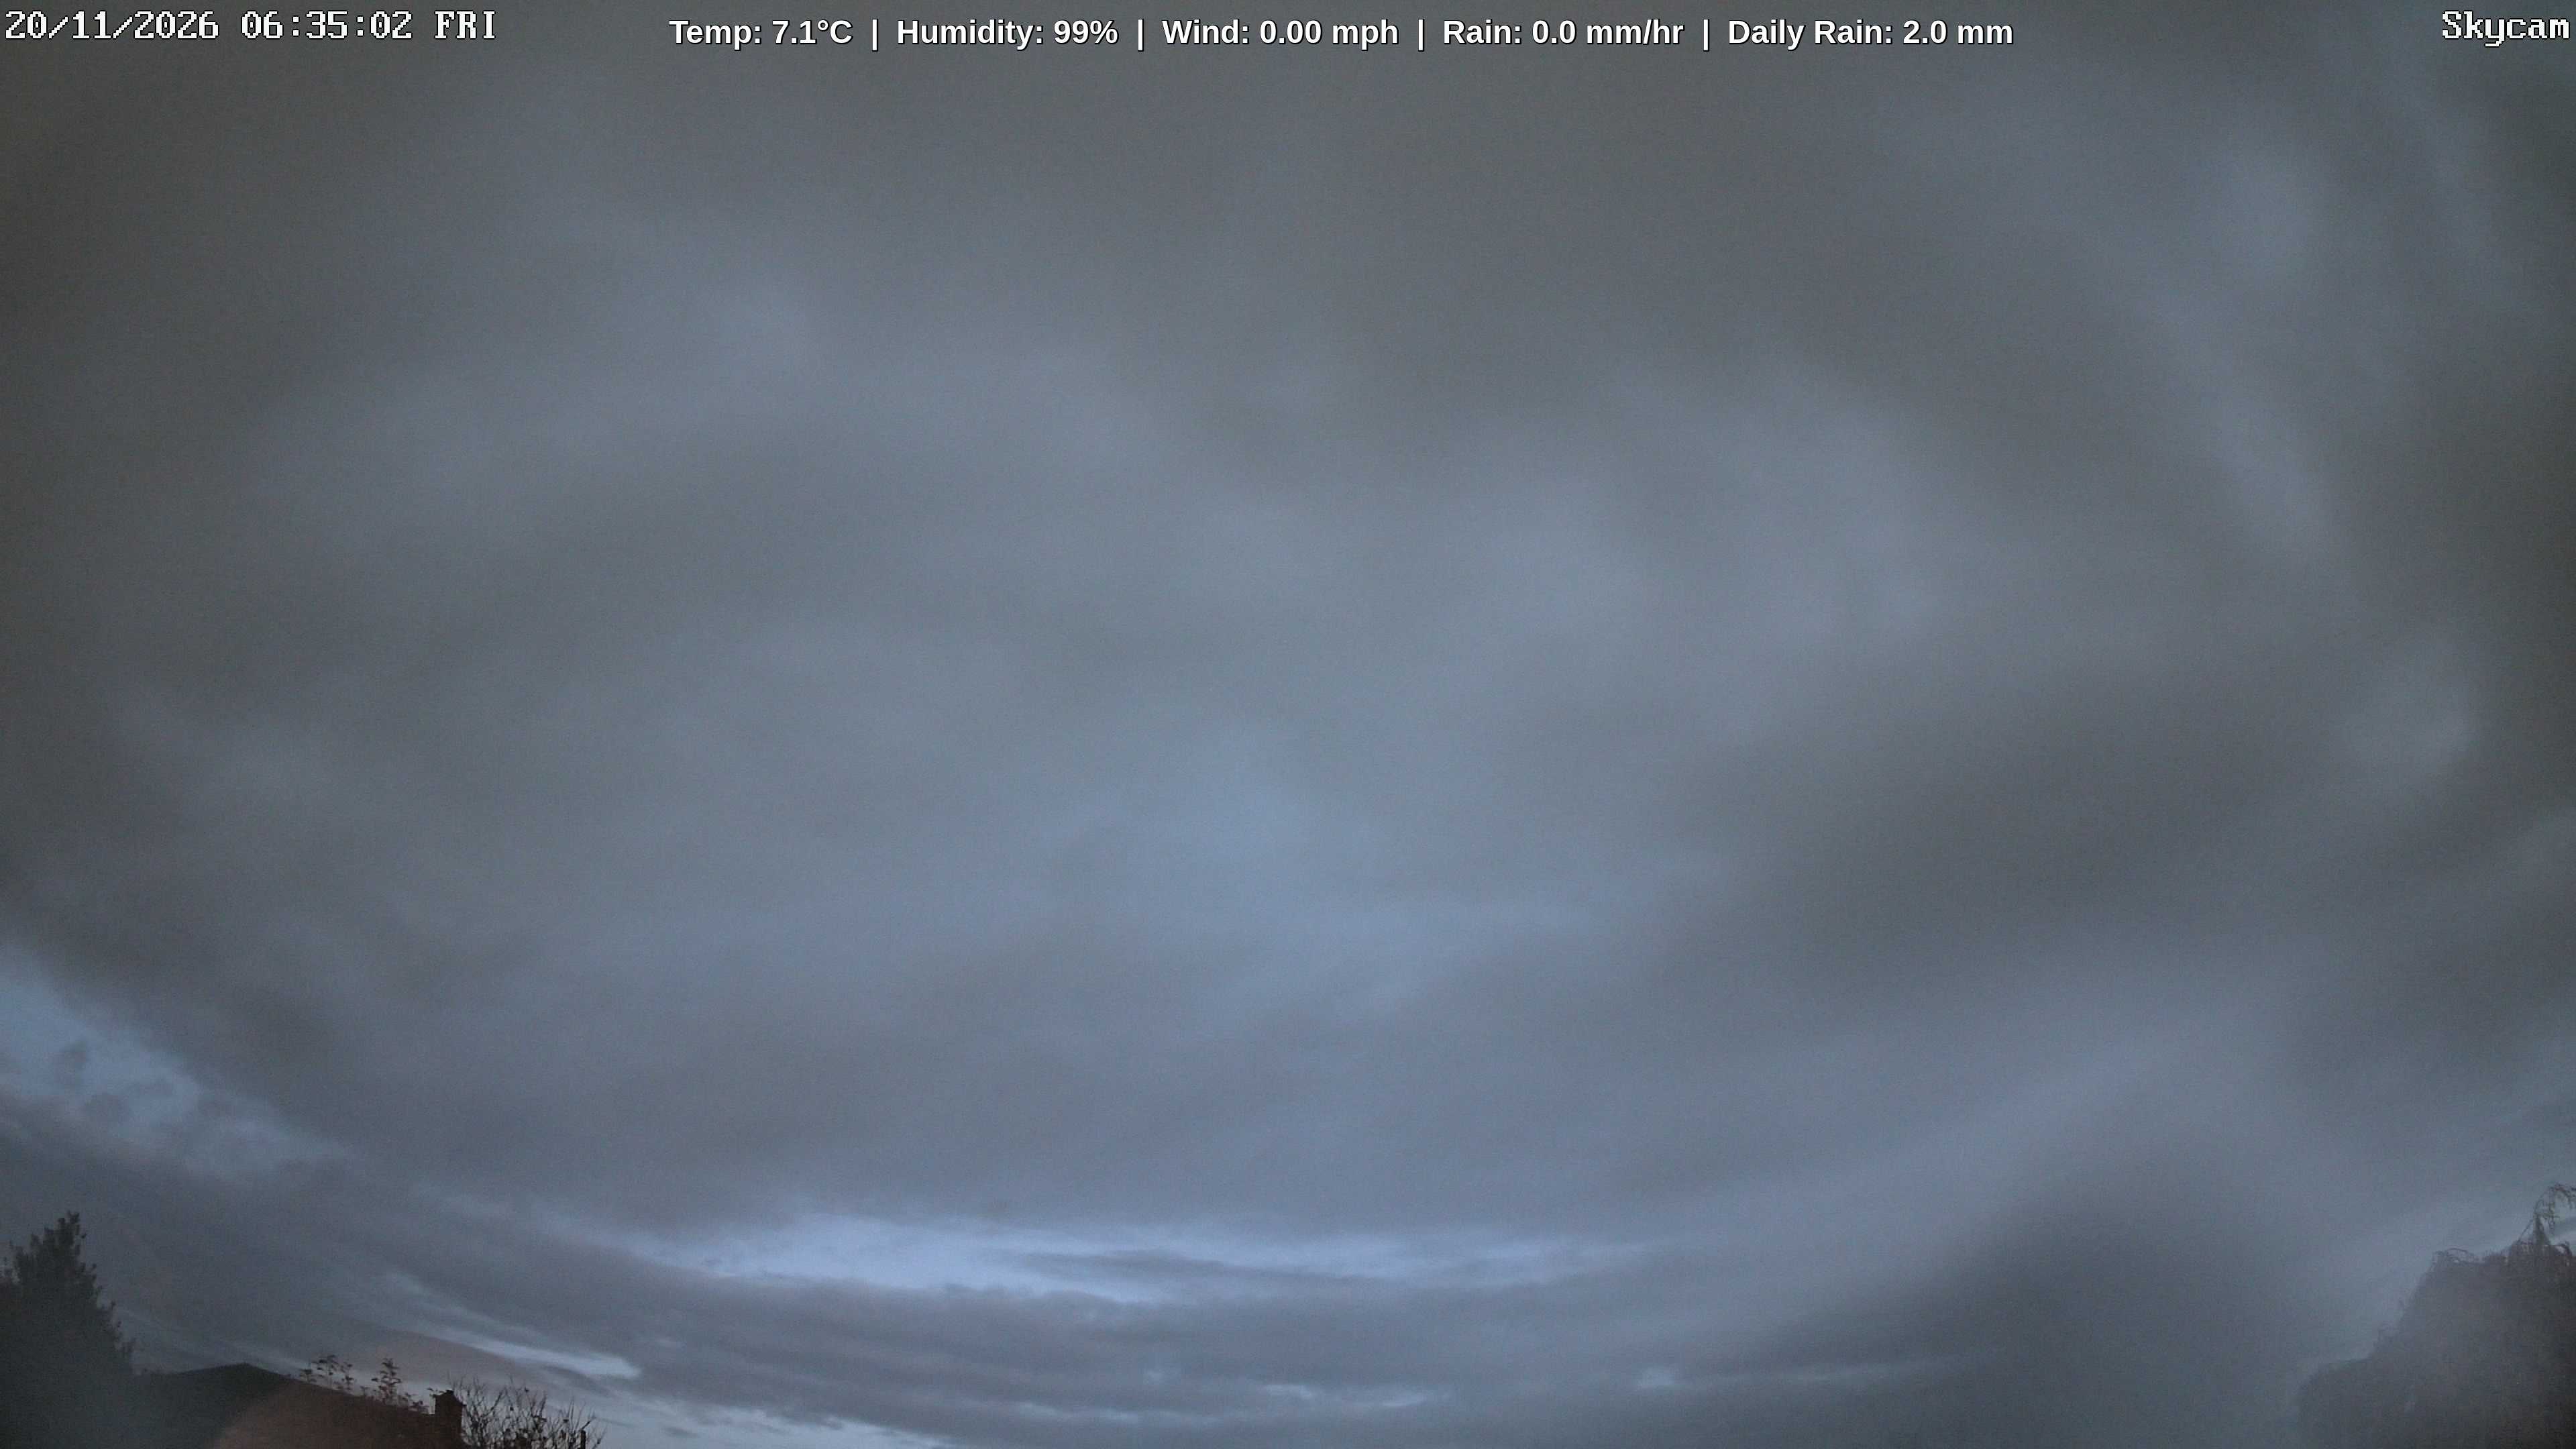 20/11/2026 06:35:02 FRI
Temp: 7.1°C | Humidity: 99% | Wind: 0.00 mph | Rain: 0.0 mm/hr | Daily Rain: 2.0 mm
Skycam